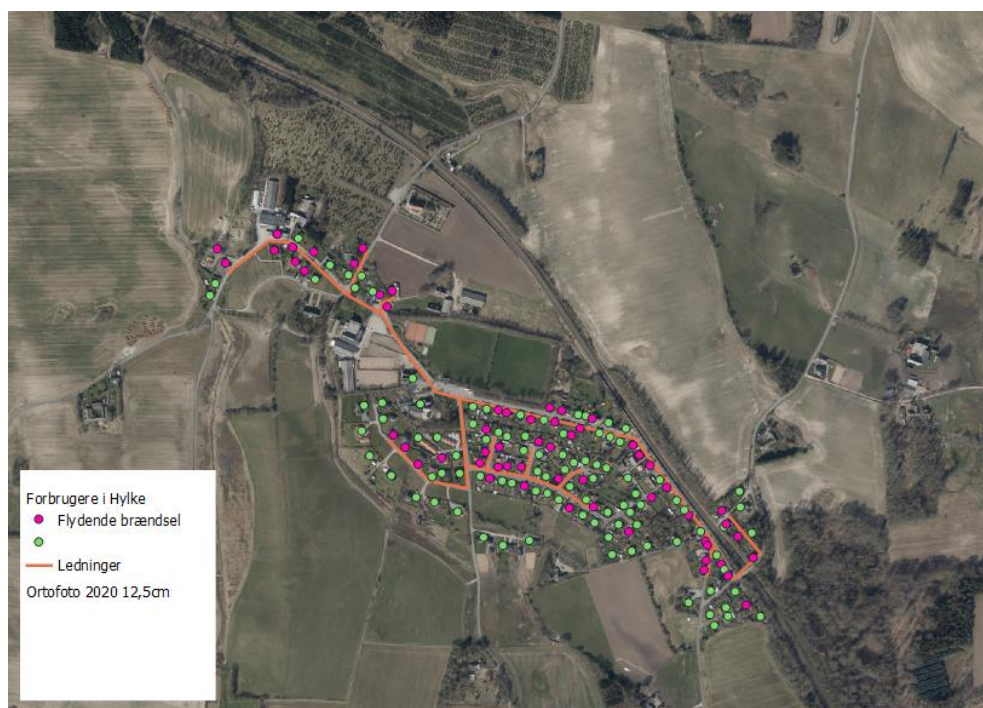 Forbrugere i Hylke
Flydende brændsel
Ledninger
Ortofoto 2020 12,5cm